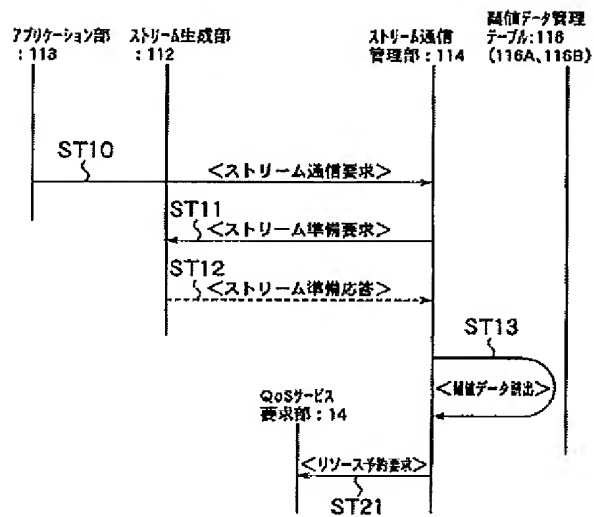 アプリケーション部
:113
ストリーム生成部
:112
ストリーム通信
管理部:114
閾値データ管理
テーブル:116
(116A、116B)
ST10
<ストリーム通信要求>
ST11
<ストリーム準備要求>
ST12
<ストリーム準備応答>
ST13
<閾値データ読出>
QoSサービス
要求部:14
<リソース予約要求>
ST21